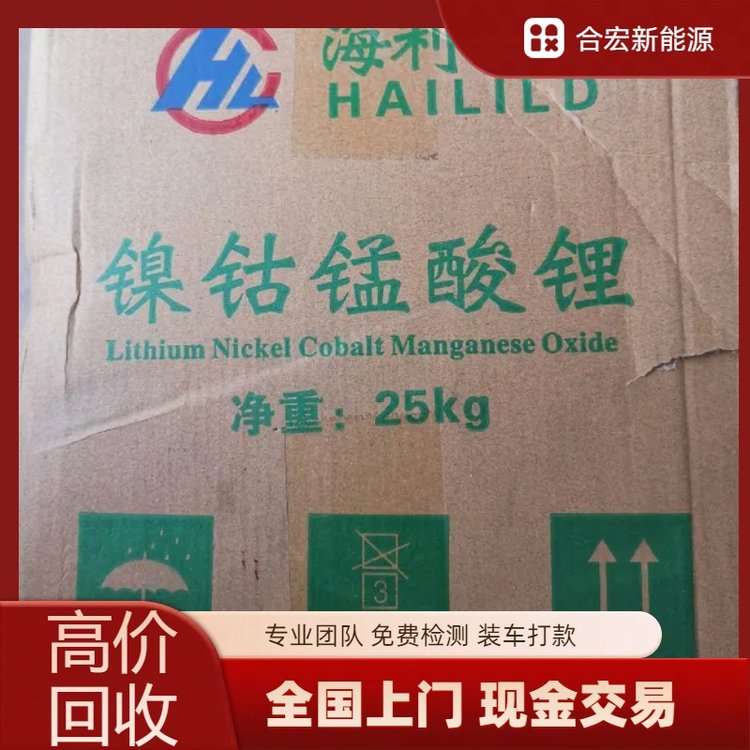 合宏新能源
HL
海利
HAILILD
镍钴锰酸锂
Lithium Nickel Cobalt Manganese Oxide
净重：25kg
3
高价
回收
专业团队 免费检测 装车打款
全国上门 现金交易